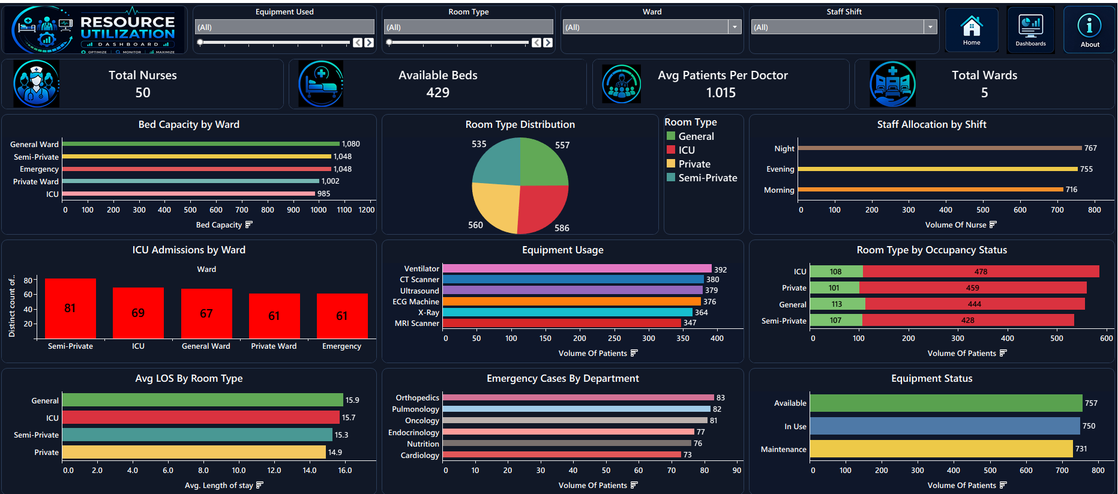 RESOURCE
UTILIZATION
DASHBOARD
OPTIMIZE MONITOR MAXIMIZE
Equipment Used
(All)
Room Type
(All)
Ward
(All)
Staff Shift
(All)
Home
Dashboards
About
Total Nurses
50
Available Beds
429
Avg Patients Per Doctor
1.015
Total Wards
5
Bed Capacity by Ward
General Ward 1,080
Semi-Private 1,048
Emergency 1,048
Private Ward 1,002
ICU 985
0 100 200 300 400 500 600 700 800 900 1000 1100 1200
Bed Capacity
Room Type Distribution
535 557
560 586
Room Type
General
ICU
Private
Semi-Private
Staff Allocation by Shift
Night 767
Evening 755
Morning 716
0 100 200 300 400 500 600 700 800
Volume Of Nurse
ICU Admissions by Ward
Ward
Distinct count of..
80
60
40
20
81 69 67 61 61
Semi-Private ICU General Ward Private Ward Emergency
Equipment Usage
Ventilator 392
CT Scanner 380
Ultrasound 379
ECG Machine 376
X-Ray 364
MRI Scanner 347
0 50 100 150 200 250 300 350 400
Volume Of Patients
Room Type by Occupancy Status
ICU 108 478
Private 101 459
General 113 444
Semi-Private 107 428
0 100 200 300 400 500 600
Volume Of Patients
Avg LOS By Room Type
General 15.9
ICU 15.7
Semi-Private 15.3
Private 14.9
0.0 2.0 4.0 6.0 8.0 10.0 12.0 14.0 16.0
Avg. Length of stay
Emergency Cases By Department
Orthopedics 83
Pulmonology 82
Oncology 81
Endocrinology 77
Nutrition 76
Cardiology 73
0 10 20 30 40 50 60 70 80 90
Volume Of Patients
Equipment Status
Available 757
In Use 750
Maintenance 731
0 100 200 300 400 500 600 700 800
Volume Of Patients